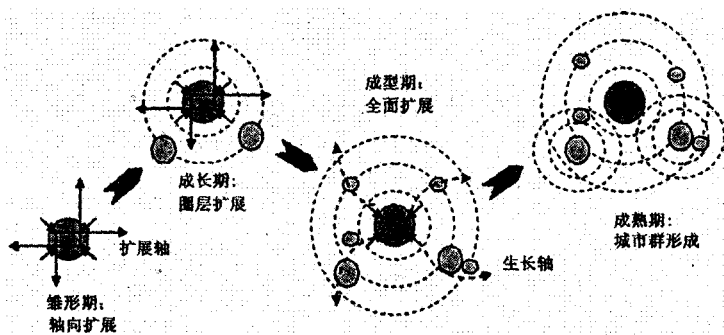 成型期：
全面扩展
成长期：
圈层扩展
成熟期：
城市群形成
扩展轴
生长轴
雏形期：
轴向扩展